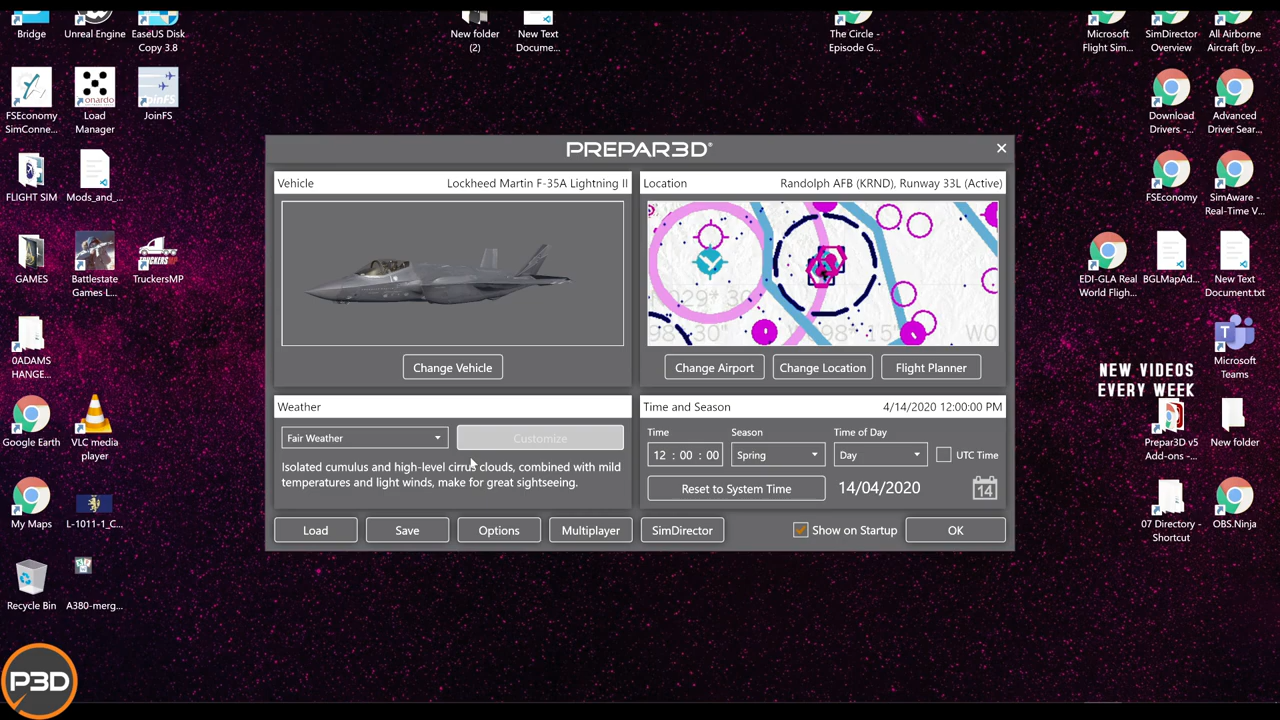 Bridge
Unreal Engine
EaseUS Disk
Copy 3.8
New folder
(2)
New Text
Docume...
The Circle -
Episode G...
Microsoft
Flight Sim...
SimDirector
Overview
All Airborne
Aircraft (by...
FSEconomy
SimConne...
onardo
Load
Manager
JoinFS
JoinFS
Download
Drivers -...
Advanced
Driver Sear...
FLIGHT SIM
Mods_and_...
FSEconomy
SimAware -
Real-Time V...
GAMES
Battlestate
Games L...
TRUCKERS
TruckersMP
EDI-GLA Real
World Fligh...
BGLMapAd...
New Text
Document.txt
0ADAMS
HANGE...
Microsoft
Teams
NEW VIDEOS
EVERY WEEK
Google Earth
VLC media
player
Prepar3D v5
Add-ons -...
New folder
My Maps
L-1011-1_C...
07 Directory -
Shortcut
OBS.Ninja
Recycle Bin
A380-merg...
P3D
PREPAR3D®
Vehicle
Lockheed Martin F-35A Lightning II
Change Vehicle
Location
Randolph AFB (KRND), Runway 33L (Active)
Change Airport
Change Location
Flight Planner
Weather
Fair Weather
Customize
Isolated cumulus and high-level cirrus clouds, combined with mild
temperatures and light winds, make for great sightseeing.
Time and Season
4/14/2020 12:00:00 PM
Time
Season
Time of Day
12 : 00 : 00
Spring
Day
UTC Time
Reset to System Time
14/04/2020
14
Load
Save
Options
Multiplayer
SimDirector
Show on Startup
OK